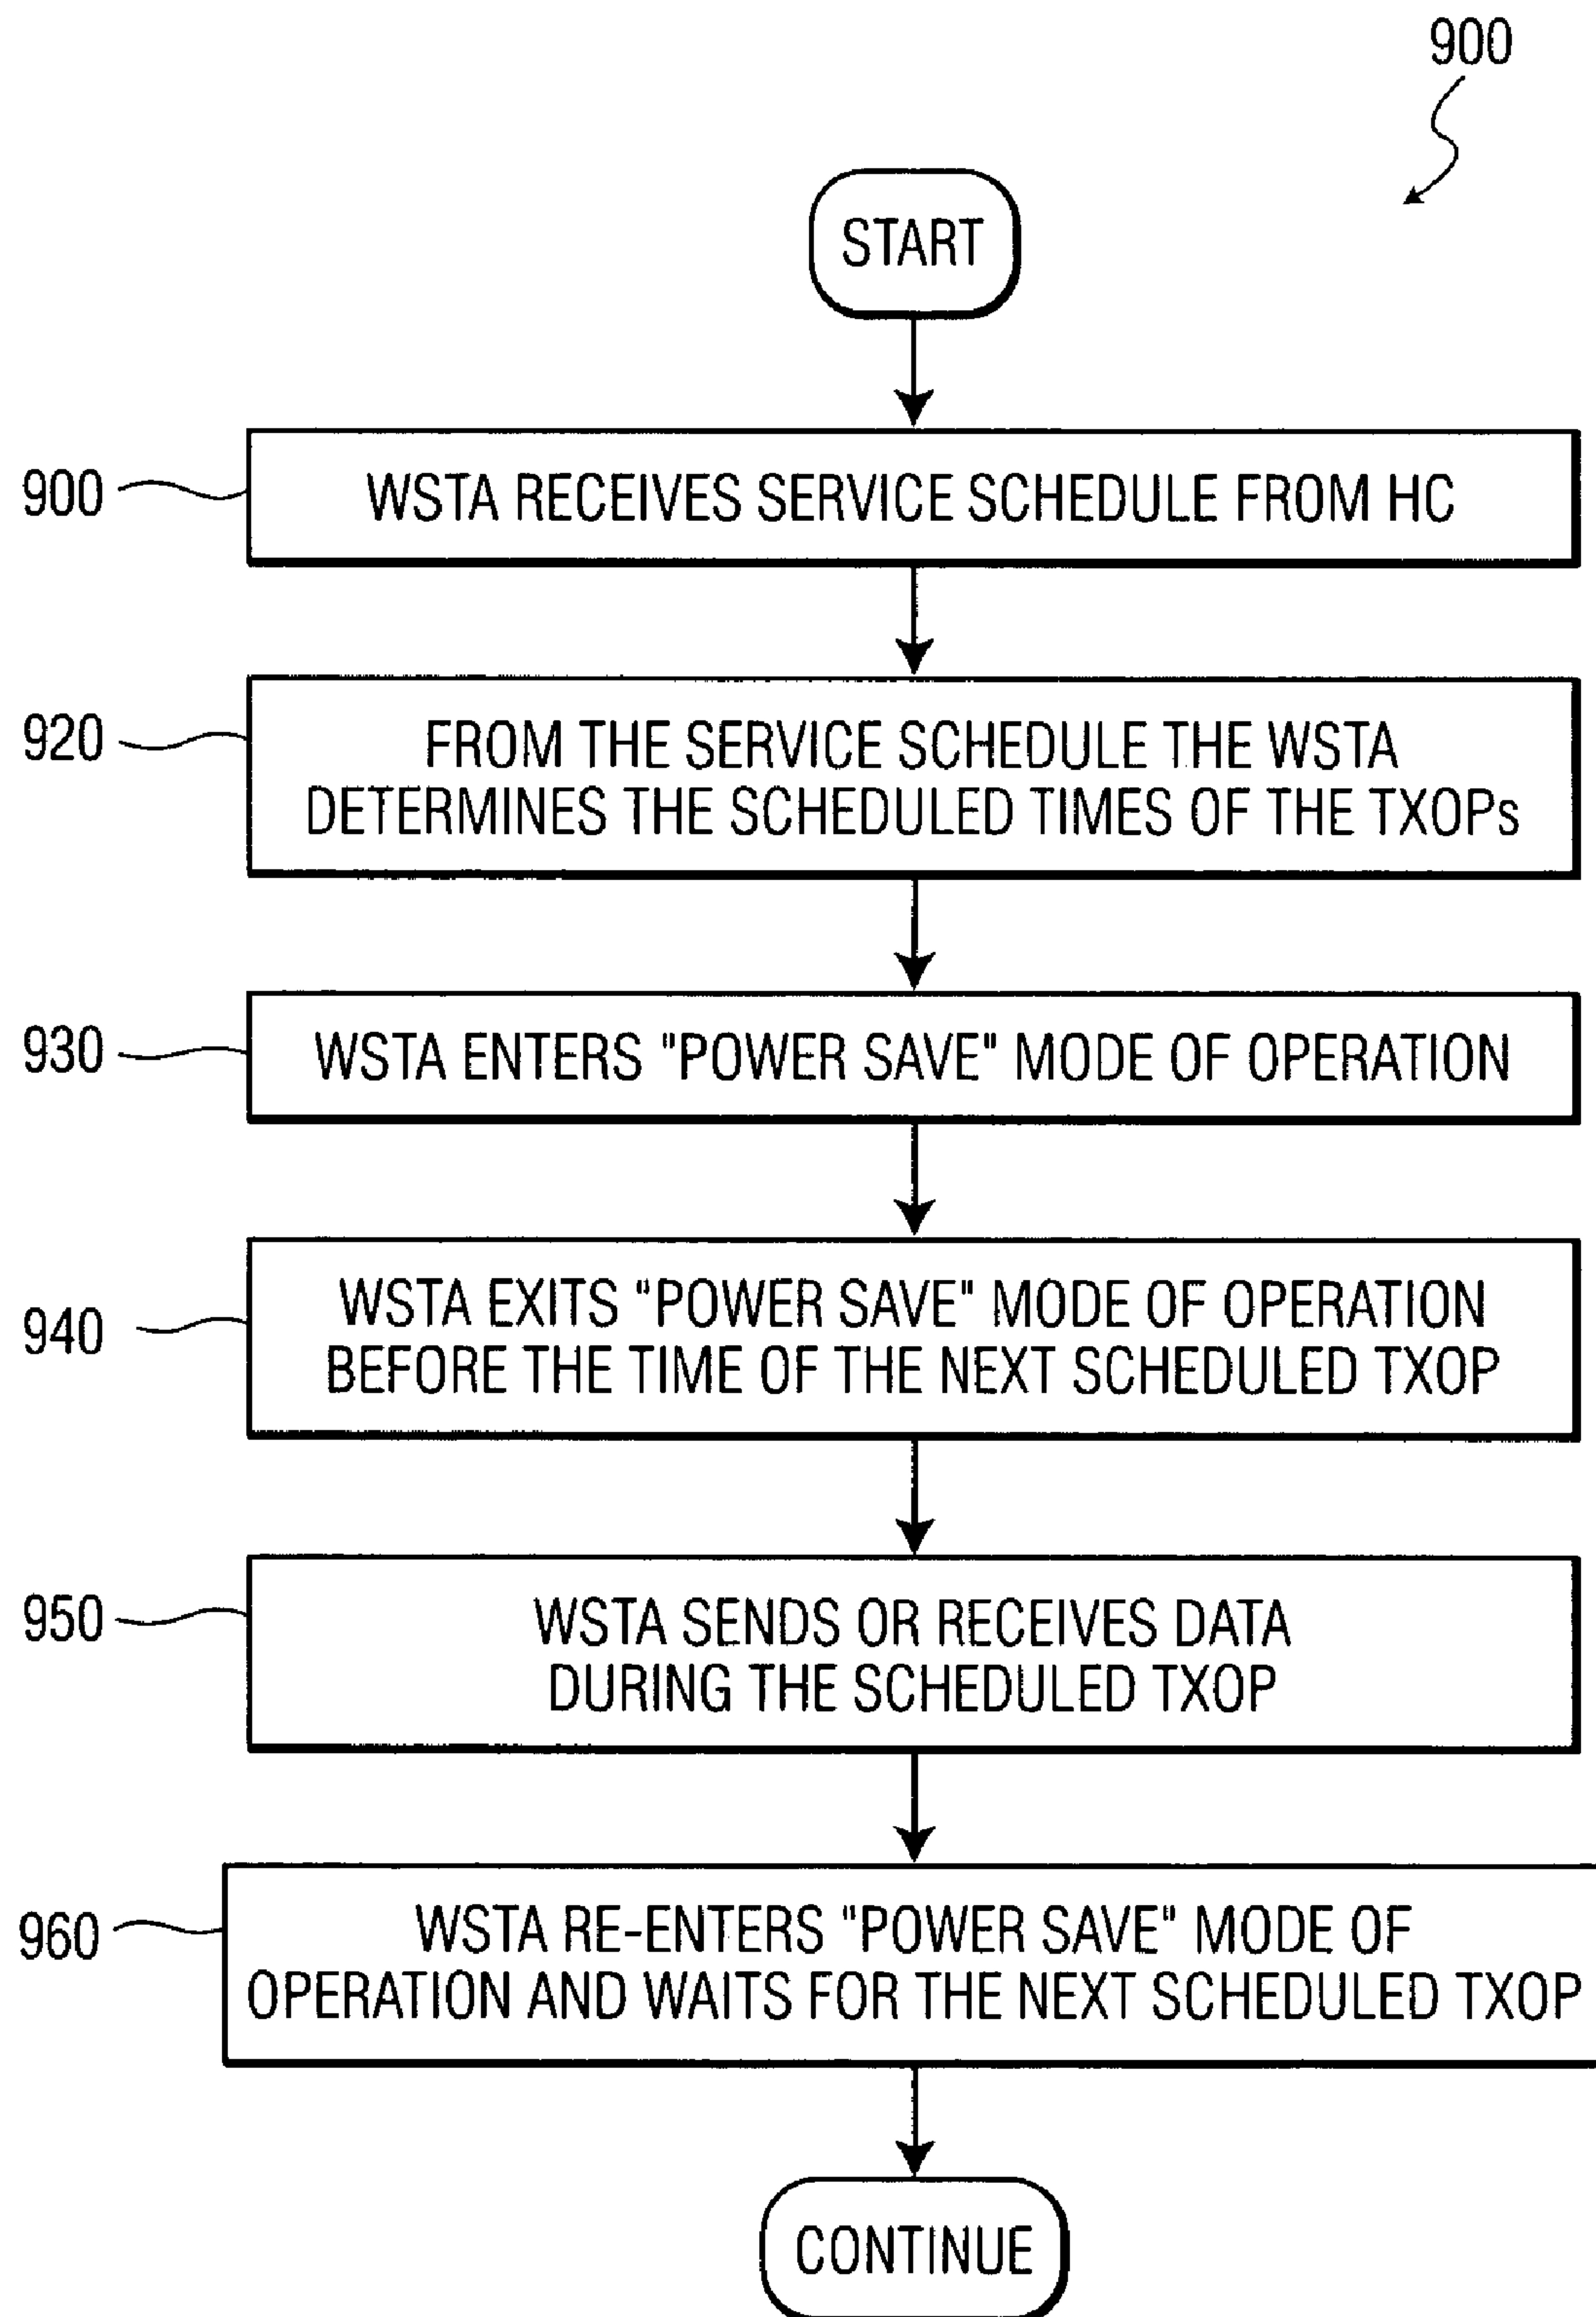 900
START
900
WSTA RECEIVES SERVICE SCHEDULE FROM HC
920
FROM THE SERVICE SCHEDULE THE WSTA
DETERMINES THE SCHEDULED TIMES OF THE TXOPs
930
WSTA ENTERS "POWER SAVE" MODE OF OPERATION
940
WSTA EXITS "POWER SAVE" MODE OF OPERATION
BEFORE THE TIME OF THE NEXT SCHEDULED TXOP
950
WSTA SENDS OR RECEIVES DATA
DURING THE SCHEDULED TXOP
960
WSTA RE-ENTERS "POWER SAVE" MODE OF
OPERATION AND WAITS FOR THE NEXT SCHEDULED TXOP
CONTINUE